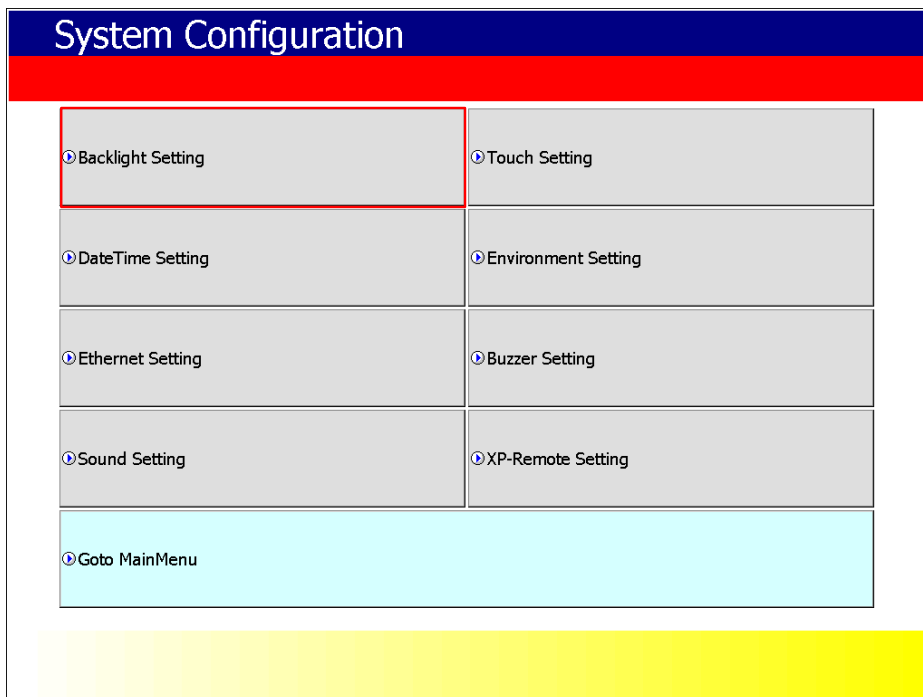 System Configuration
Backlight Setting
Touch Setting
DateTime Setting
Environment Setting
Ethernet Setting
Buzzer Setting
Sound Setting
XP-Remote Setting
Goto MainMenu